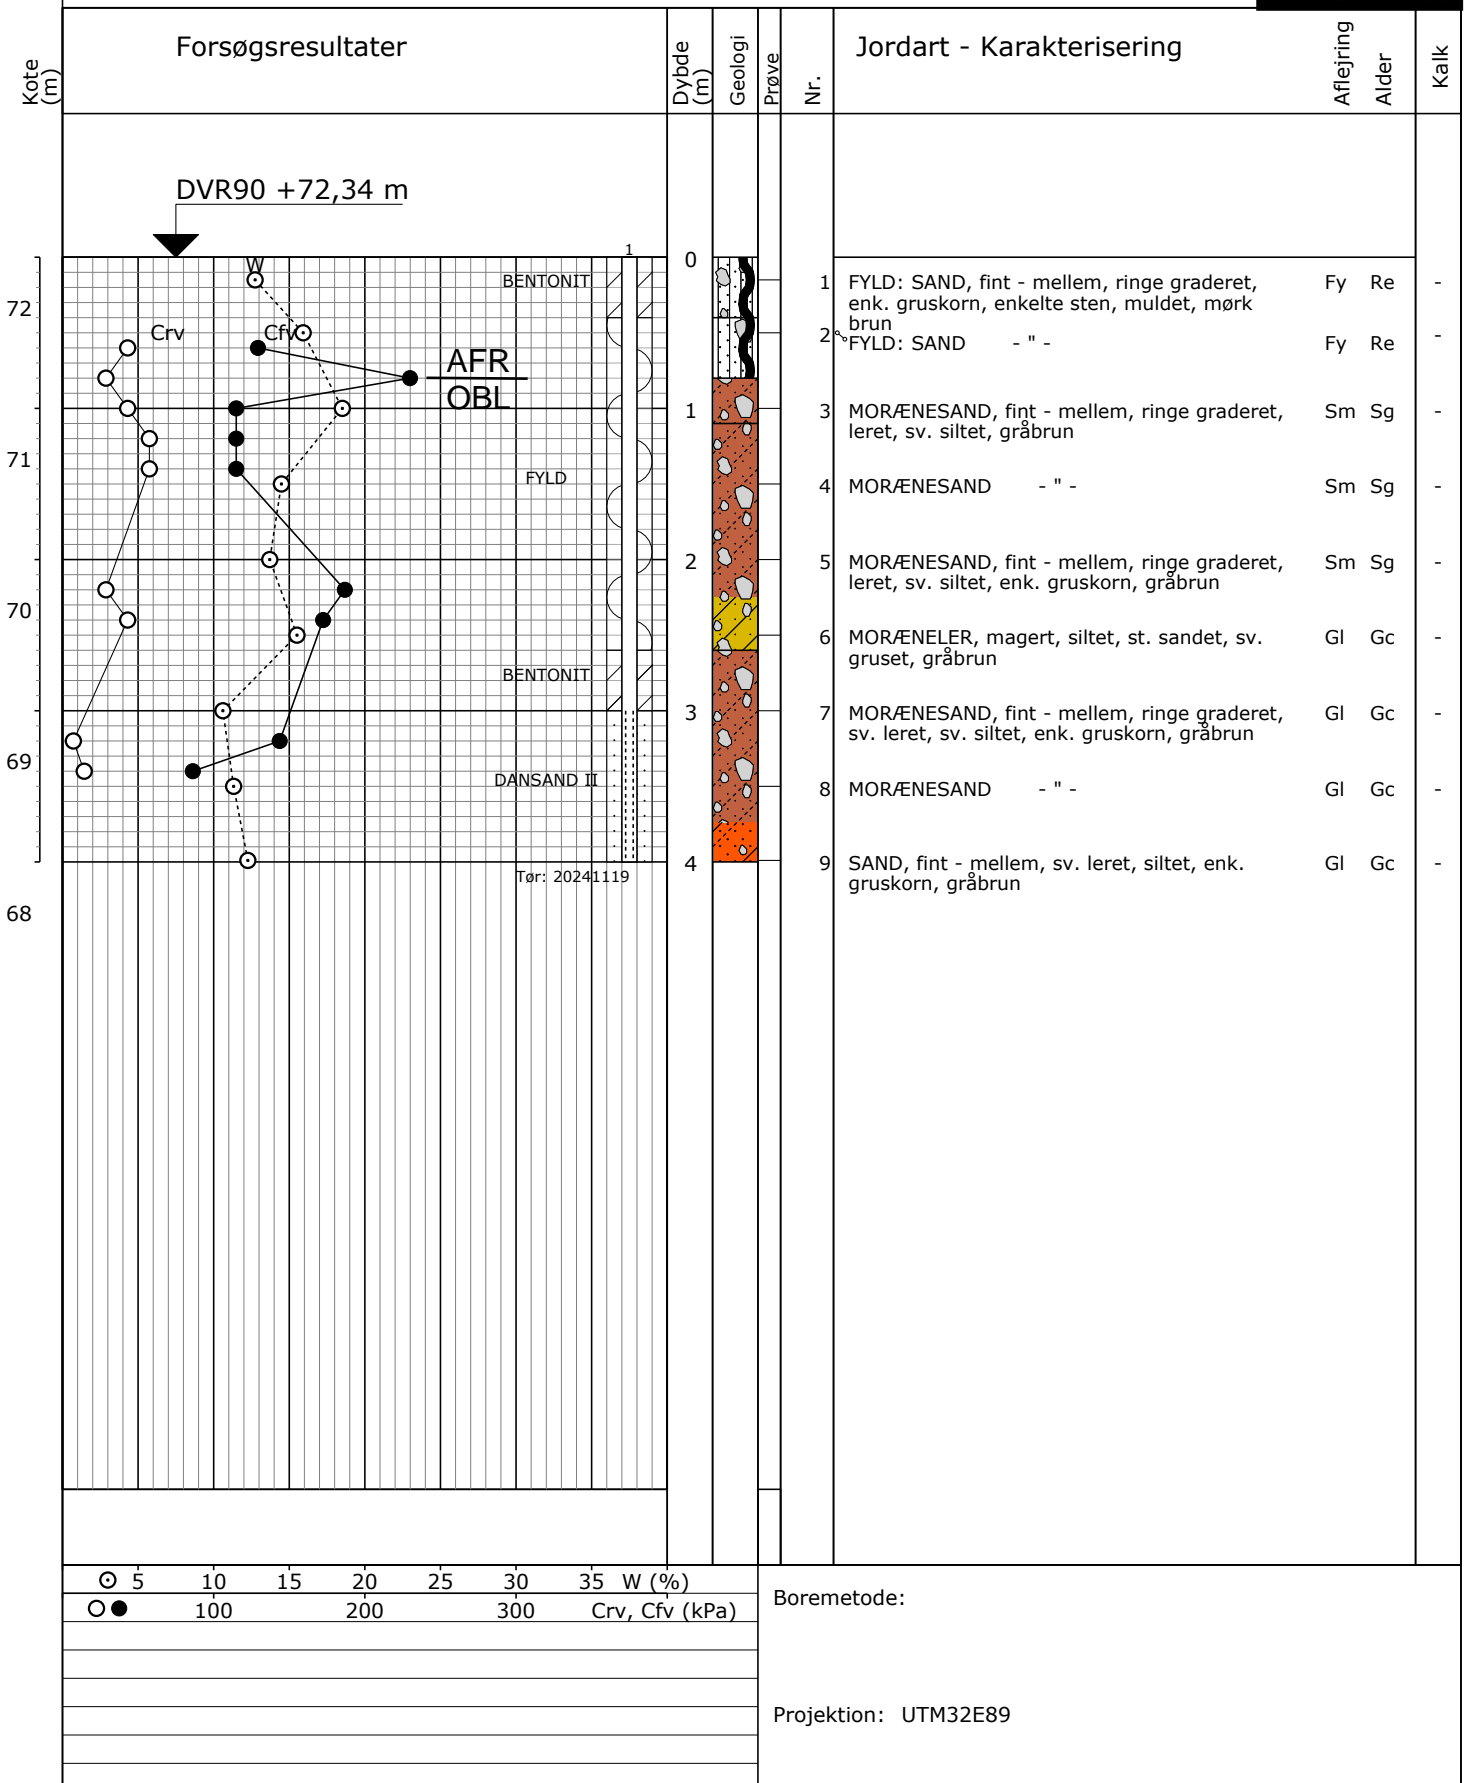 Kote
(m)
Forsøgsresultater
Dybde
(m)
Geologi
Prøve
Nr.
Jordart - Karakterisering
Aflejring
Alder
Kalk
DVR90 +72,34 m
1
W
BENTONIT
0
1 FYLD: SAND, fint - mellem, ringe graderet, Fy Re -
enk. gruskorn, enkelte sten, muldet, mørk
brun
72
Crv Cfv
2 FYLD: SAND - " - Fy Re -
AFR
OBL
1
3 MORÆNESAND, fint - mellem, ringe graderet, Sm Sg -
leret, sv. siltet, gråbrun
71
FYLD
4 MORÆNESAND - " - Sm Sg -
2
5 MORÆNESAND, fint - mellem, ringe graderet, Sm Sg -
leret, sv. siltet, enk. gruskorn, gråbrun
70
6 MORÆNELER, magert, siltet, st. sandet, sv. Gl Gc -
gruset, gråbrun
BENTONIT
3
7 MORÆNESAND, fint - mellem, ringe graderet, Gl Gc -
sv. leret, sv. siltet, enk. gruskorn, gråbrun
69
DANSAND II
8 MORÆNESAND - " - Gl Gc -
4
9 SAND, fint - mellem, sv. leret, siltet, enk. Gl Gc -
gruskorn, gråbrun
Tør: 20241119
68
5 10 15 20 25 30 35 W (%)
100 200 300 Crv, Cfv (kPa)
Boremetode:
Projektion: UTM32E89